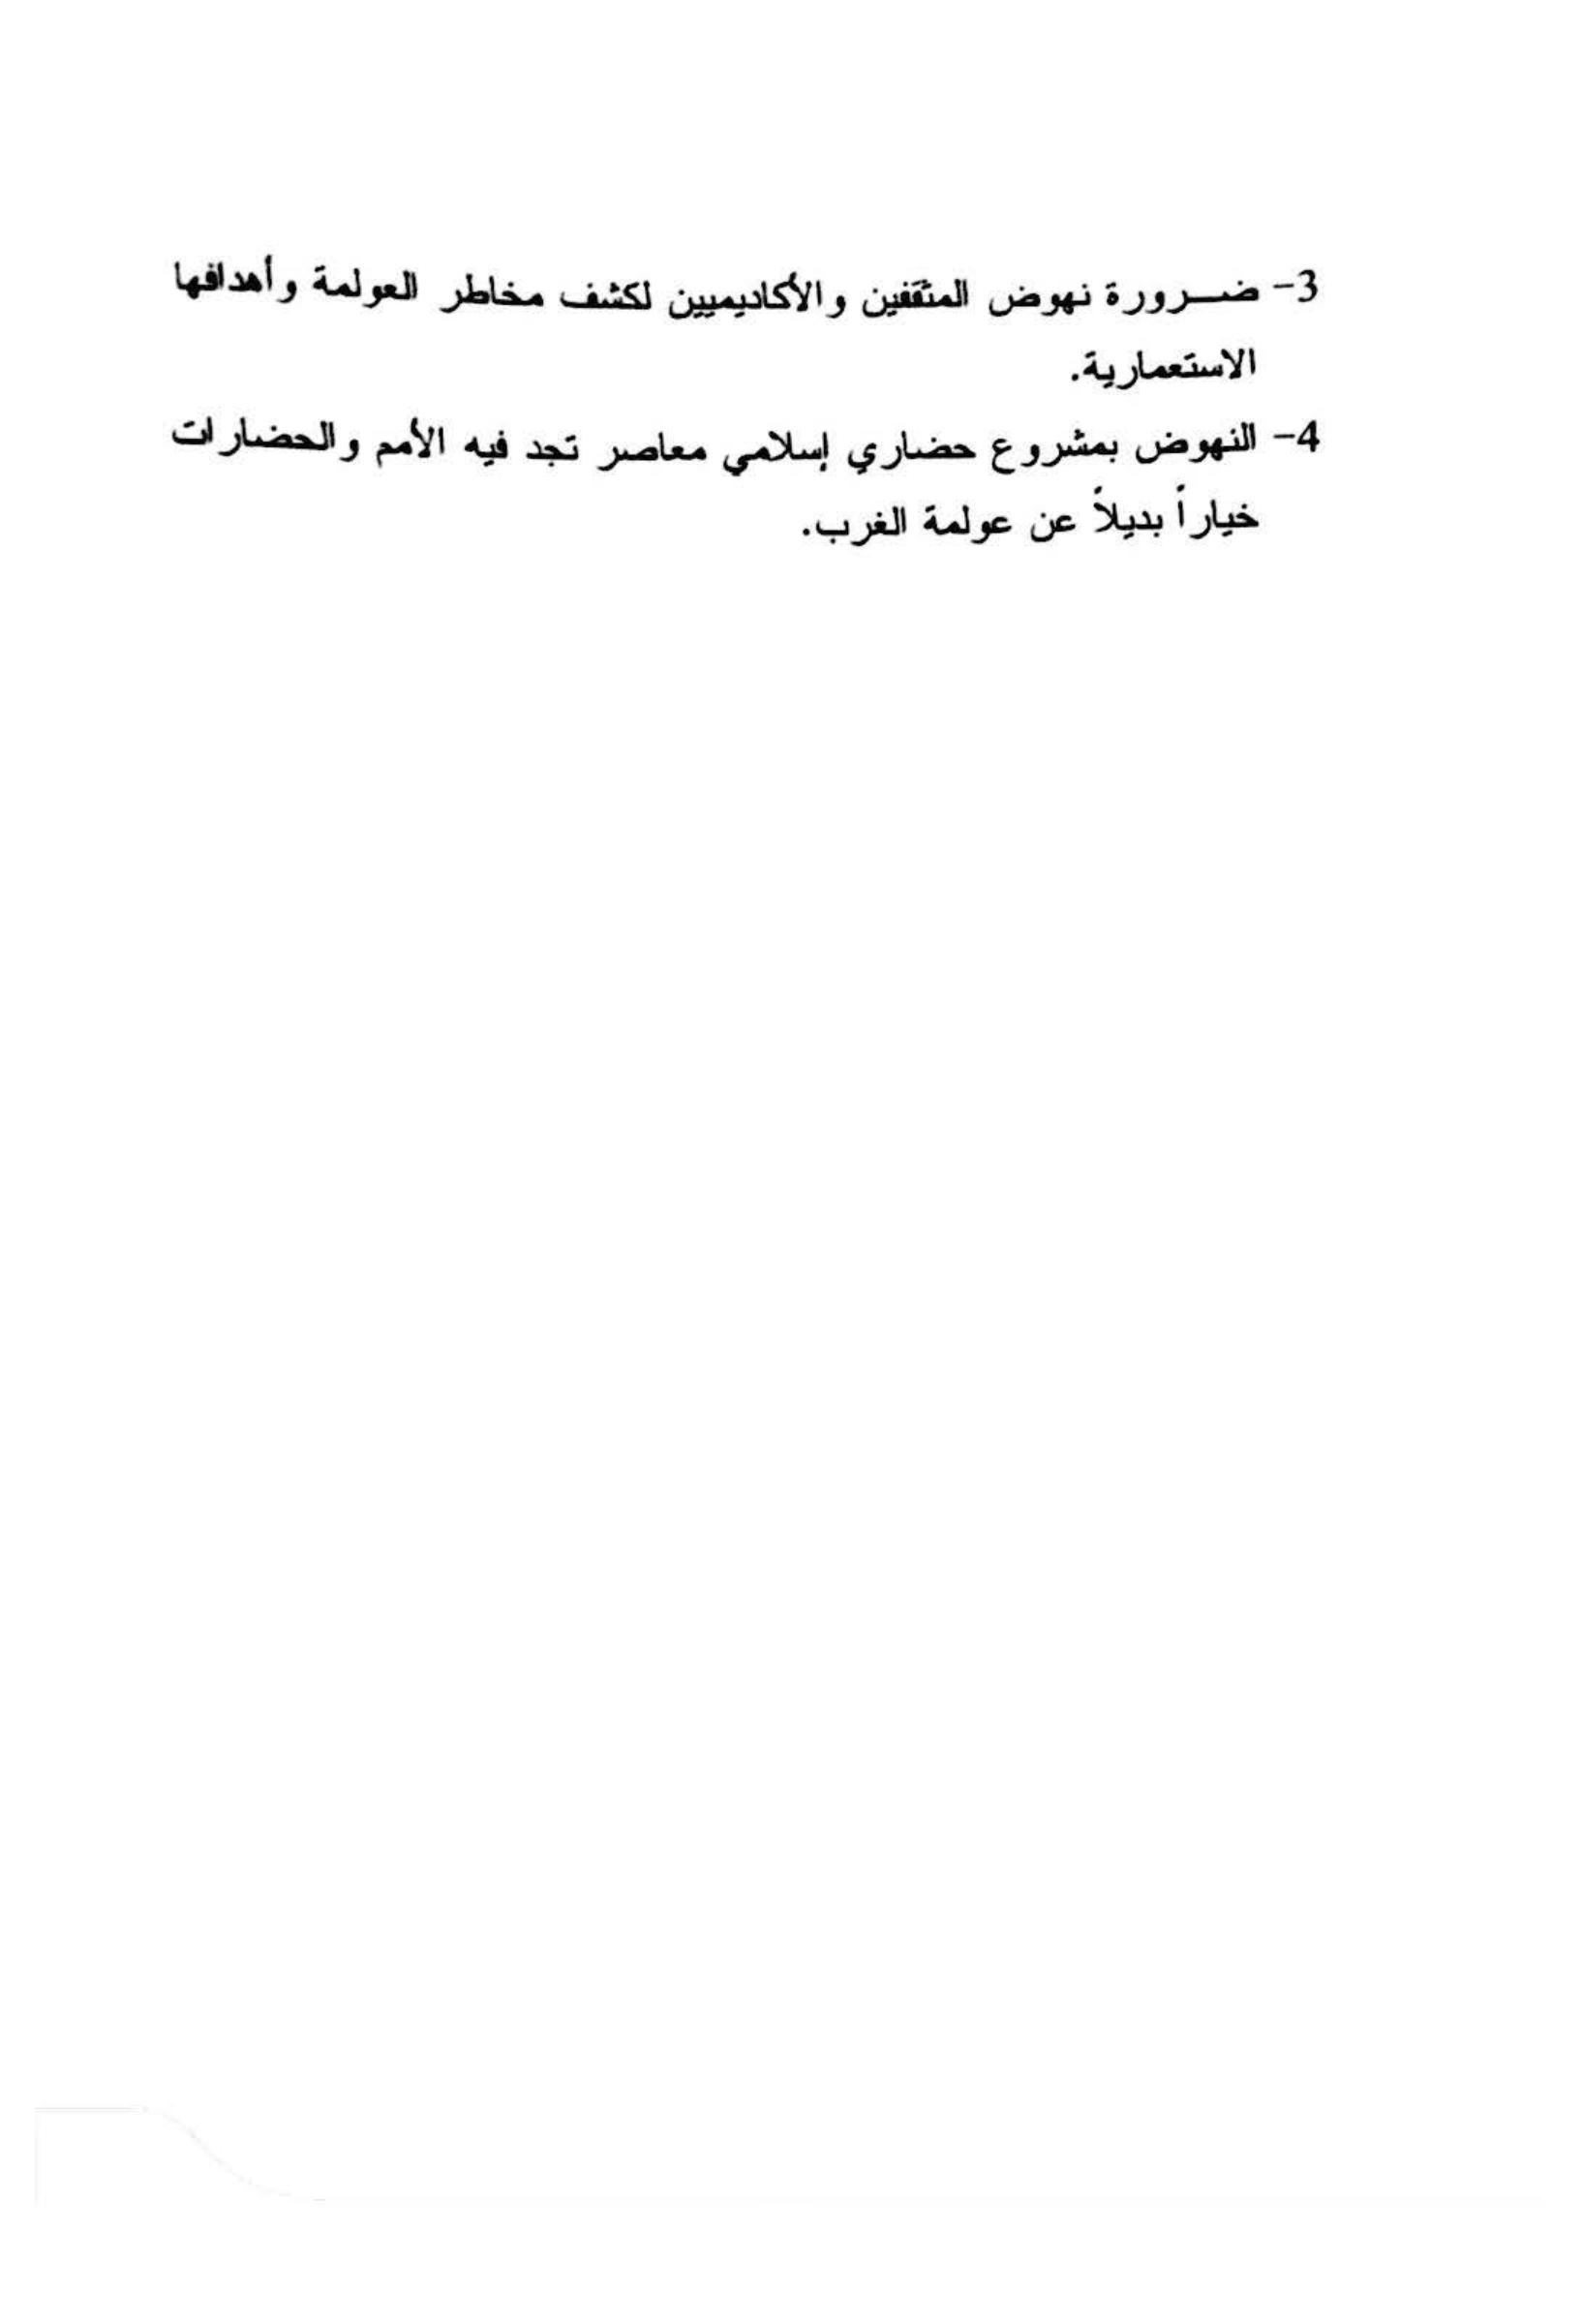 3- ضـــرورة نهوض المثقفين والأكاديميين لكشف مخاطر العولمة وأهدافها
الاستعمارية.
4- النهوض بمشروع حضاري إسلامي معاصر تجد فيه الأمم والحضارات
خياراً بديلاً عن عولمة الغرب.